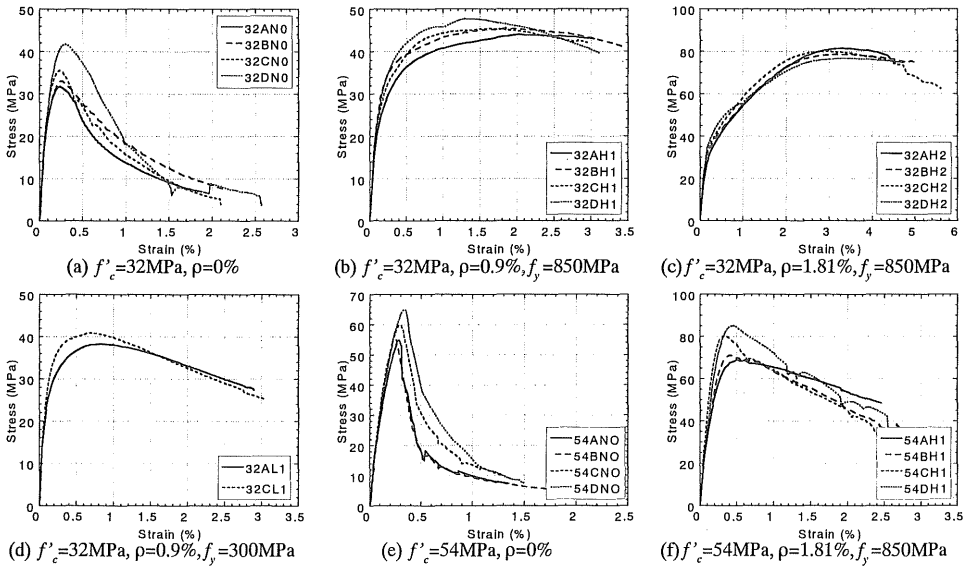 50
40
30
20
10
0
Stress (MPa)
32AN0
32BN0
32CN0
32DN0
0 0.5 1 1.5 2 2.5 3
Strain (%)
(a) f'c=32MPa, ρ=0%
50
40
30
20
10
0
Stress (MPa)
32AH1
32BH1
32CH1
32DH1
0 0.5 1 1.5 2 2.5 3 3.5
Strain (%)
(b) f'c=32MPa, ρ=0.9%, fy=850MPa
100
80
60
40
20
0
Stress (MPa)
32AH2
32BH2
32CH2
32DH2
0 1 2 3 4 5 6
Strain (%)
(c) f'c=32MPa, ρ=1.81%, fy=850MPa
50
40
30
20
10
0
Stress (MPa)
32AL1
32CL1
0 0.5 1 1.5 2 2.5 3 3.5
Strain (%)
(d) f'c=32MPa, ρ=0.9%, fy=300MPa
70
60
50
40
30
20
10
0
Stress (MPa)
54ANO
54BNO
54CNO
54DNO
0 0.5 1 1.5 2 2.5
Strain (%)
(e) f'c=54MPa, ρ=0%
100
80
60
40
20
0
Stress (MPa)
54AH1
54BH1
54CH1
54DH1
0 0.5 1 1.5 2 2.5 3 3.5
Strain (%)
(f) f'c=54MPa, ρ=1.81%, fy=850MPa